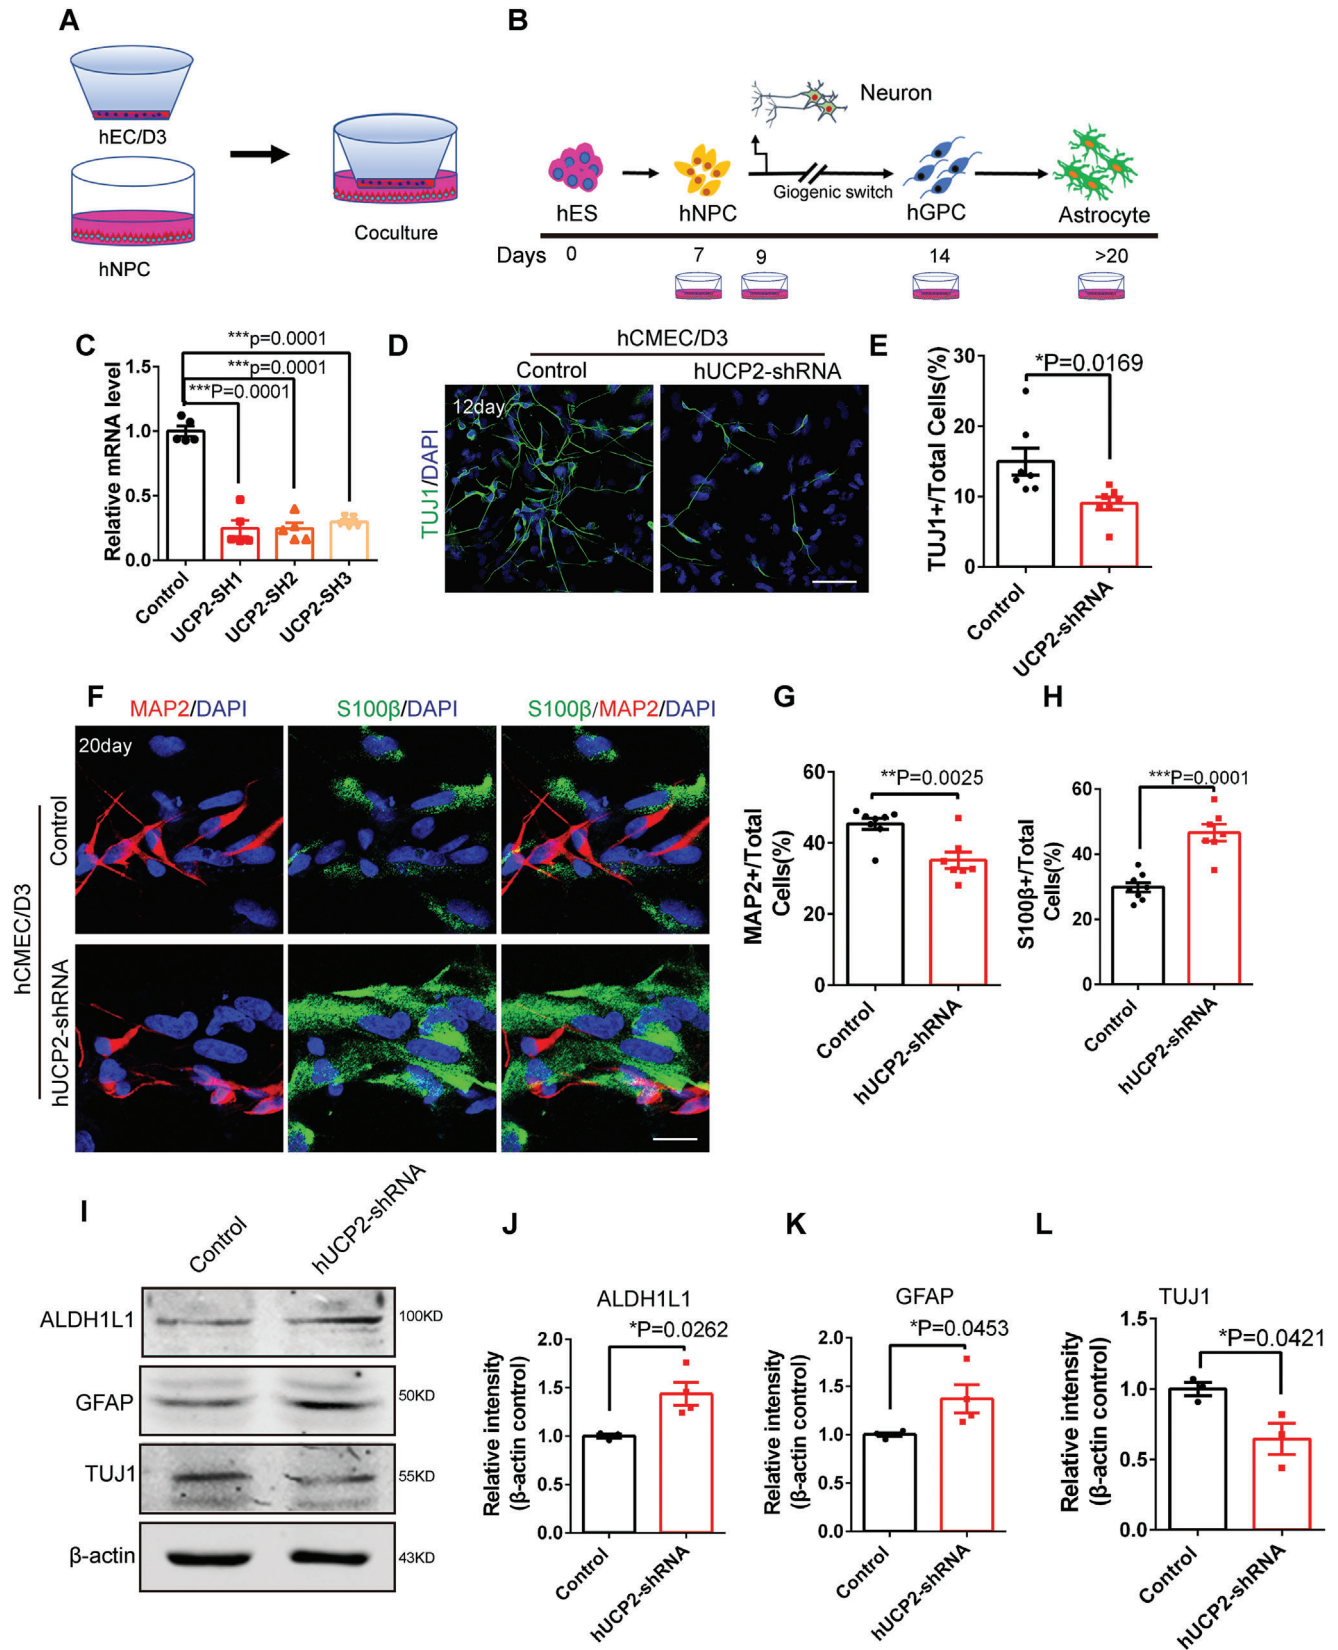 A
hEC/D3
hNPC
Coculture
B
Neuron
Giogenic switch
hES
hNPC
hGPC
Astrocyte
Days 0 7 9 14 >20
C
***p=0.0001
***p=0.0001
***P=0.0001
Relative mRNA level
1.5
1.0
0.5
0.0
Control
UCP2-SH1
UCP2-SH2
UCP2-SH3
D
hCMEC/D3
Control hUCP2-shRNA
12day
TUJ1/DAPI
E
*P=0.0169
TUJ1+/Total Cells(%)
30
20
10
0
Control
UCP2-shRNA
F
MAP2/DAPI S100β/DAPI S100β/MAP2/DAPI
20day
hCMEC/D3
Control
hUCP2-shRNA
G
**P=0.0025
MAP2+/Total
Cells(%)
60
40
20
0
Control
hUCP2-shRNA
H
***P=0.0001
S100β+/Total
Cells(%)
60
40
20
0
Control
hUCP2-shRNA
I
Control
hUCP2-shRNA
ALDH1L1 100KD
GFAP 50KD
TUJ1 55KD
β-actin 43KD
J
ALDH1L1
*P=0.0262
Relative intensity
(β-actin control)
2.0
1.5
1.0
0.5
0.0
Control
hUCP2-shRNA
K
GFAP
*P=0.0453
Relative intensity
(β-actin control)
2.0
1.5
1.0
0.5
0.0
Control
hUCP2-shRNA
L
TUJ1
*P=0.0421
Relative intensity
(β-actin control)
1.5
1.0
0.5
0.0
Control
hUCP2-shRNA